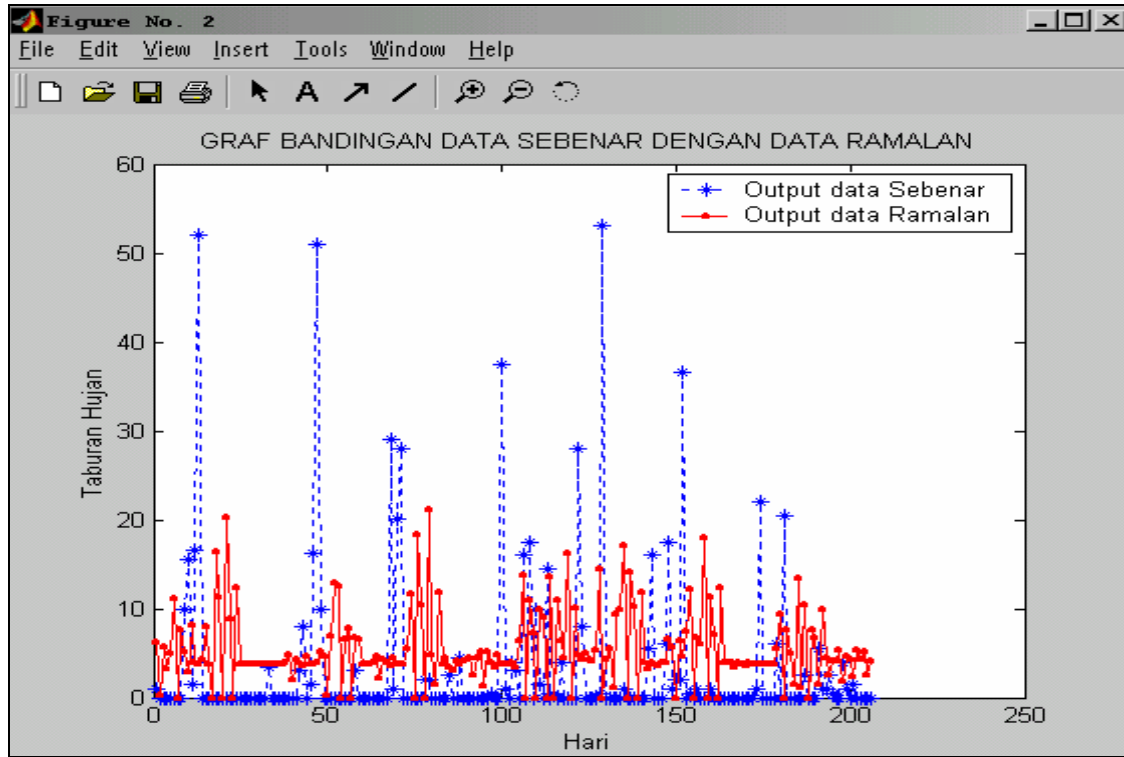 Figure No. 2
File Edit View Insert Tools Window Help
A
GRAF BANDINGAN DATA SEBENAR DENGAN DATA RAMALAN
Output data Sebenar
Output data Ramalan
60
50
40
30
20
10
0
Taburan Hujan
0 50 100 150 200 250
Hari